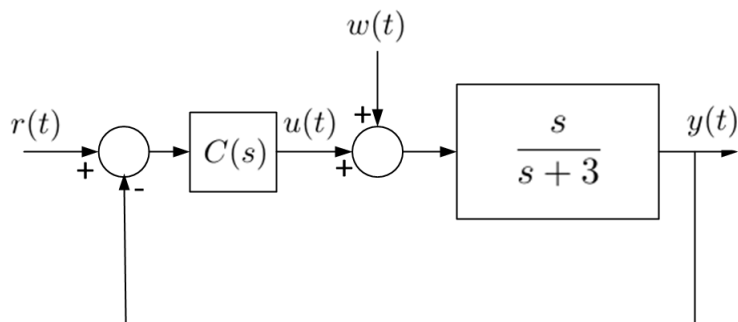 w(t)
+
r(t) + - C(s) u(t) + s y(t)
s + 3